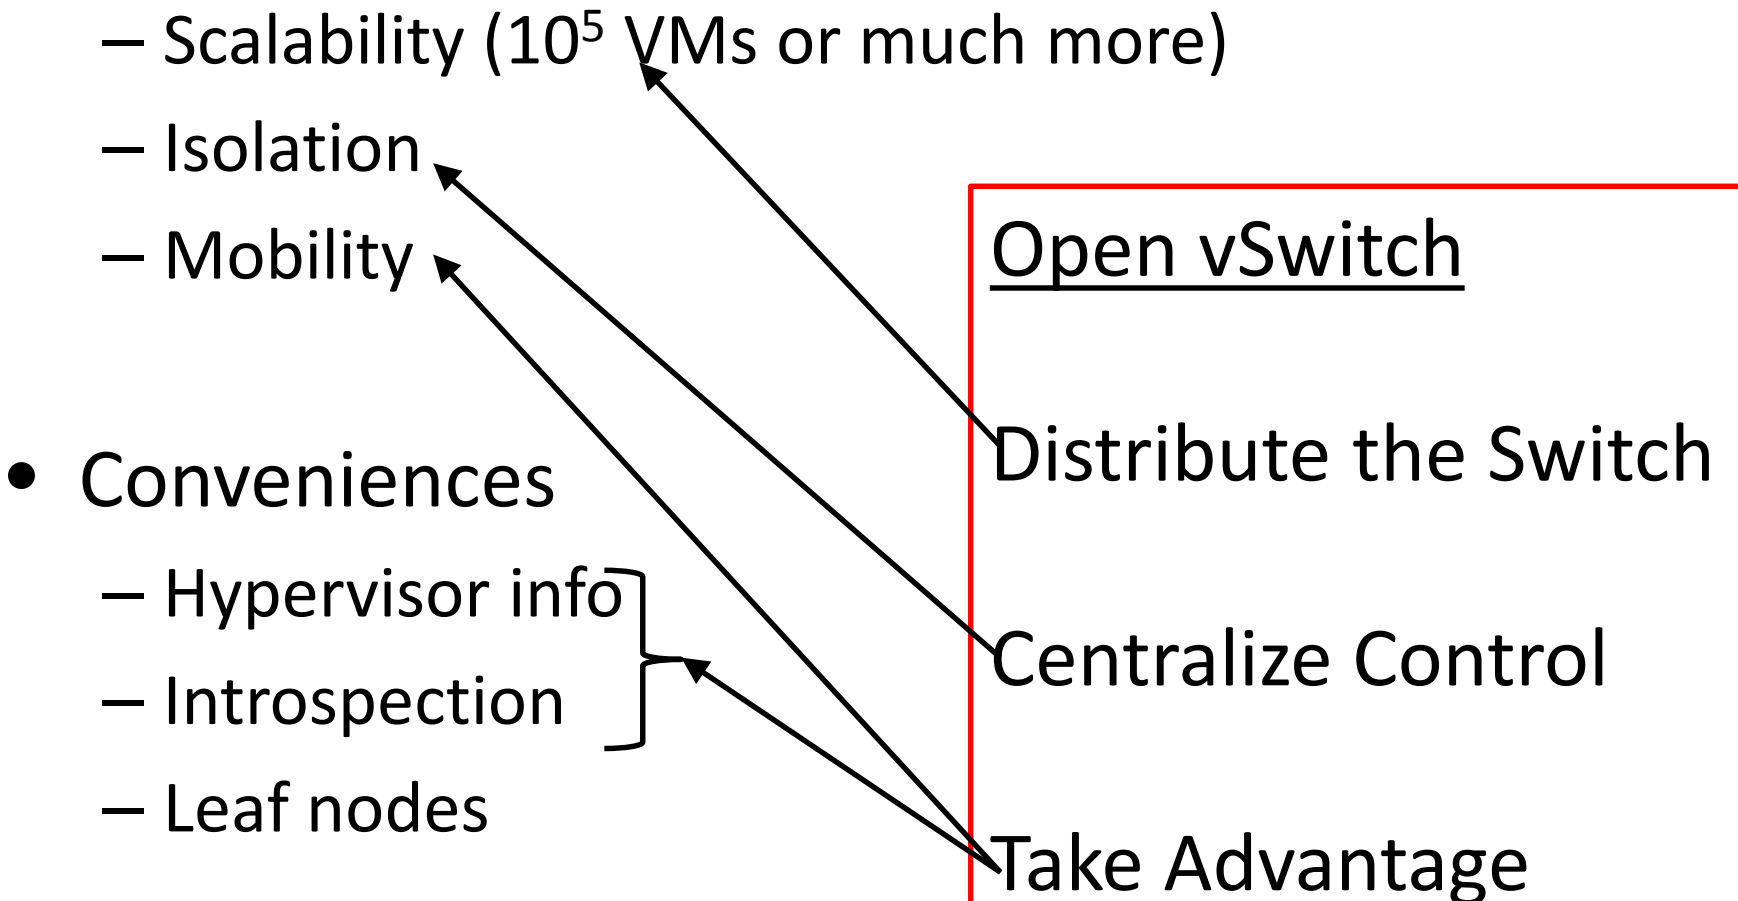 – Scalability (10⁵ VMs or much more)
– Isolation
– Mobility
• Conveniences
– Hypervisor info
– Introspection
– Leaf nodes
Open vSwitch
Distribute the Switch
Centralize Control
Take Advantage